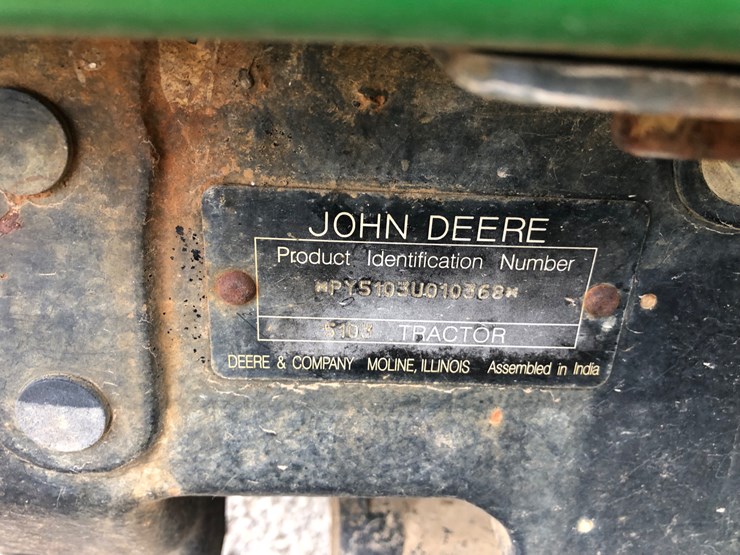 JOHN DEERE
Product Identification Number
*PY5103U010368*
5103 TRACTOR
DEERE & COMPANY MOLINE, ILLINOIS Assembled in India